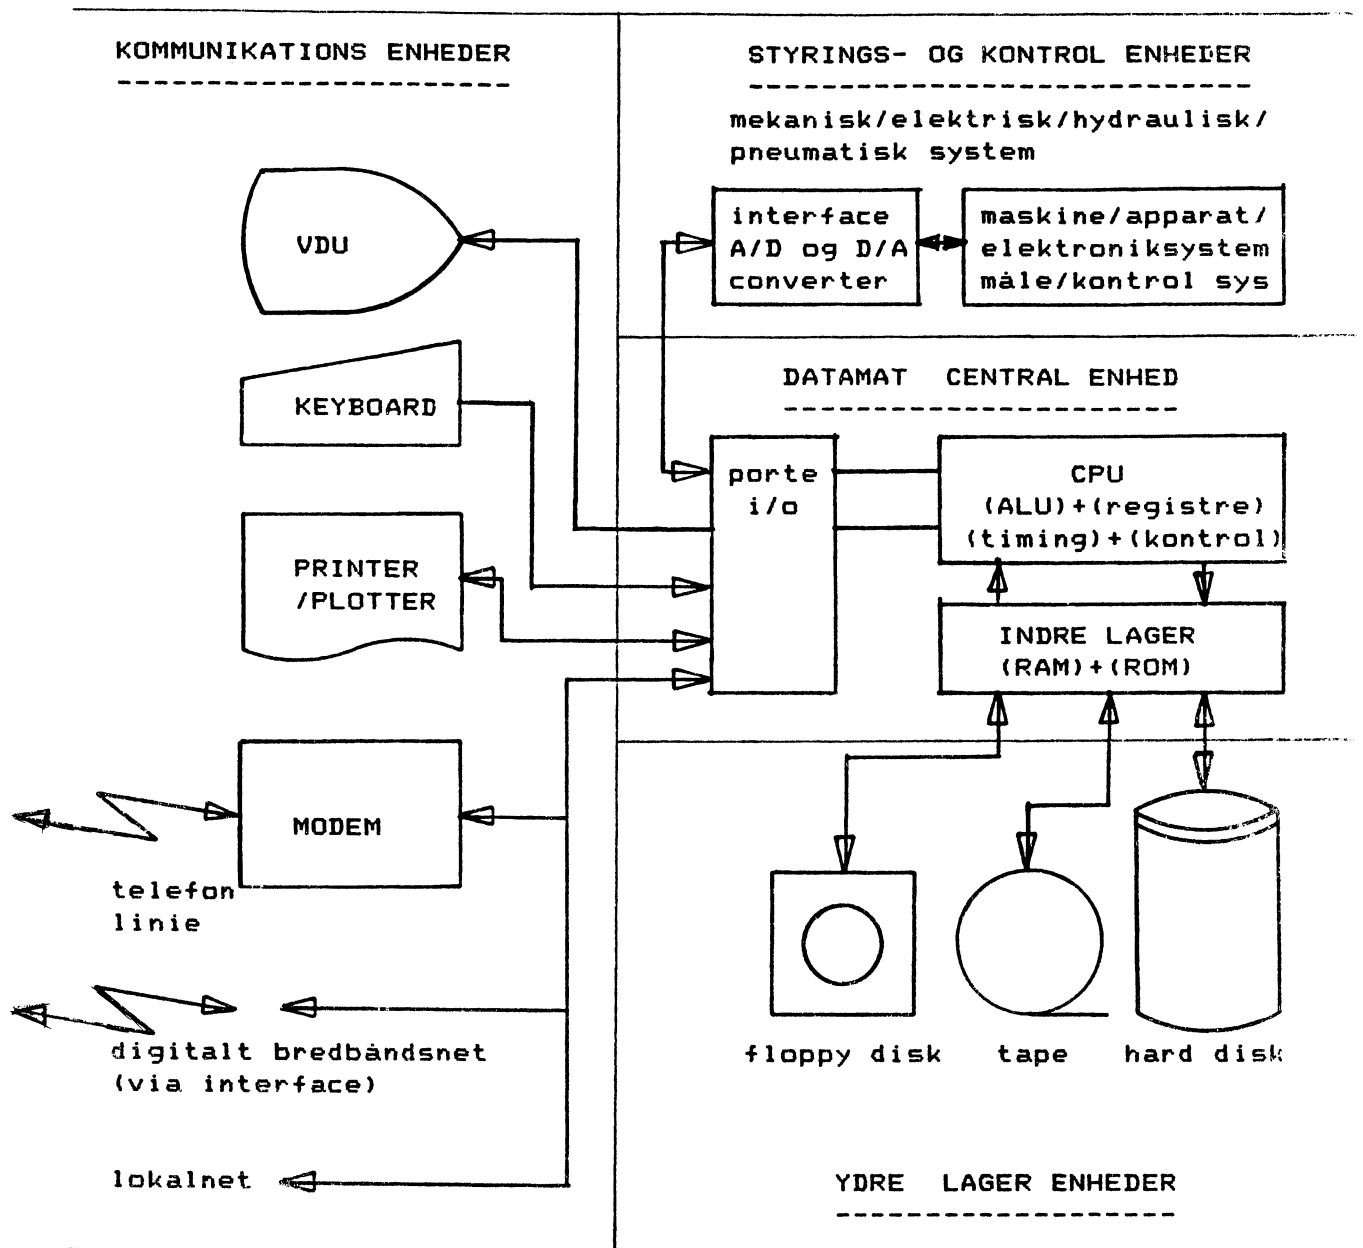 KOMMUNIKATIONS ENHEDER
VDU
KEYBOARD
PRINTER
/PLOTTER
MODEM
telefon
linie
digitalt bredbåndsnet
(via interface)
lokalnet
STYRINGS- OG KONTROL ENHEDER
mekanisk/elektrisk/hydraulisk/
pneumatisk system
interface
A/D og D/A
converter
maskine/apparat/
elektroniksystem
måle/kontrol sys
DATAMAT CENTRAL ENHED
porte
i/o
CPU
(ALU)+(registre)
(timing)+(kontrol)
INDRE LAGER
(RAM)+(ROM)
floppy disk
tape
hard disk
YDRE LAGER ENHEDER